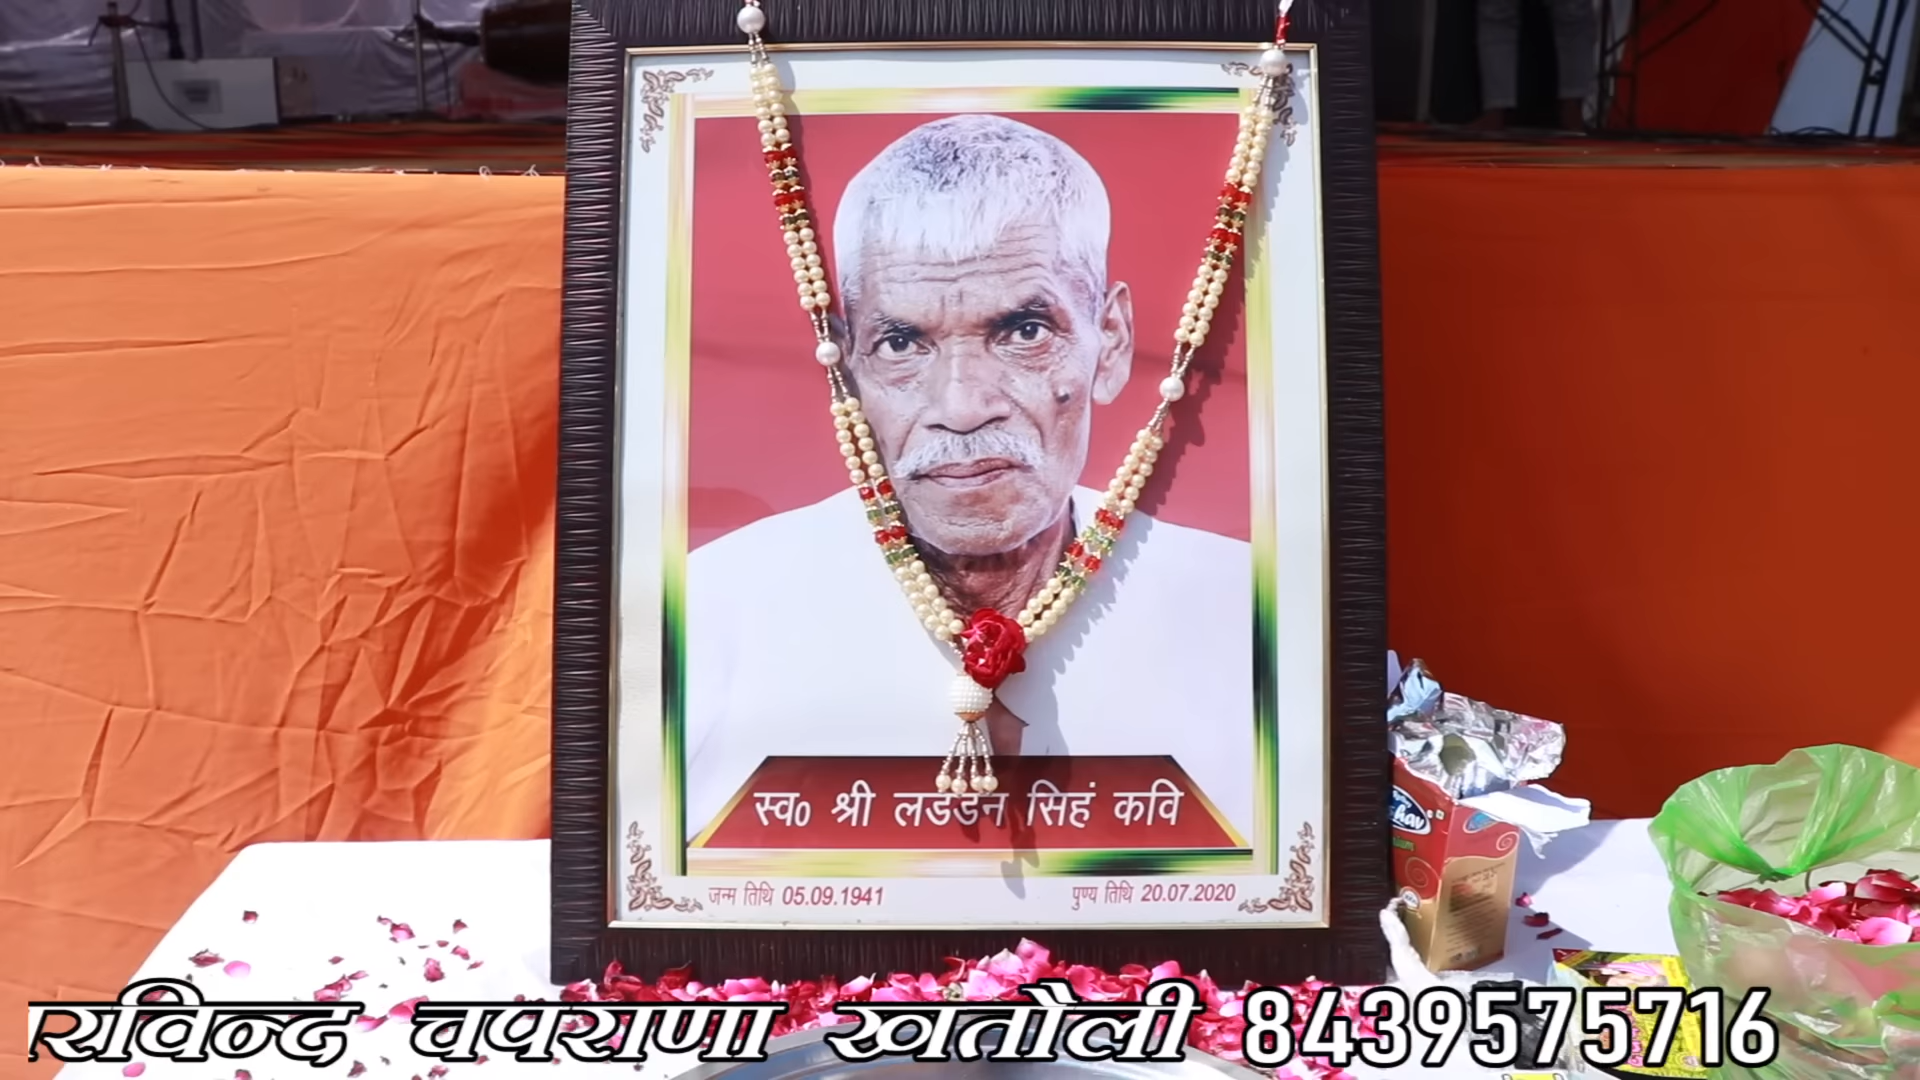 स्व० श्री लडडन सिहं कवि
जन्म तिथि 05.09.1941
पुण्य तिथि 20.07.2020
रविन्द चपराणा खतौली 8439575716